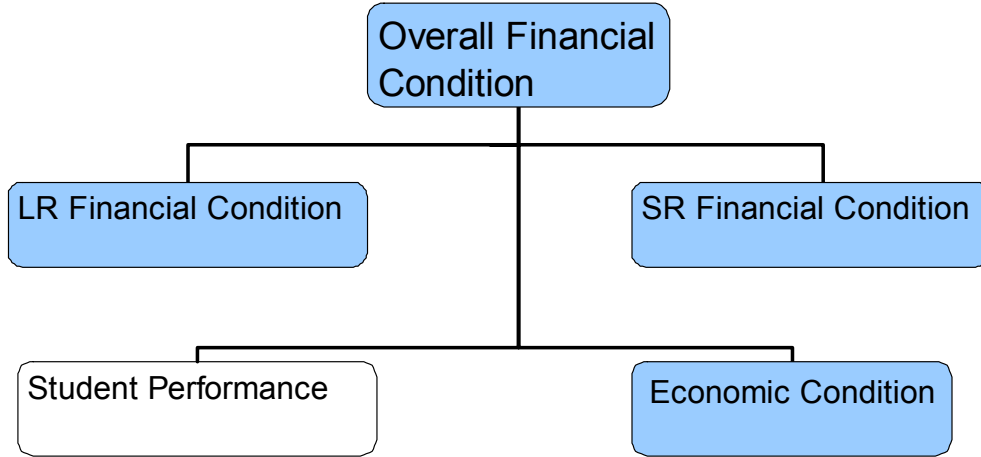 Overall Financial
Condition
LR Financial Condition
SR Financial Condition
Student Performance
Economic Condition